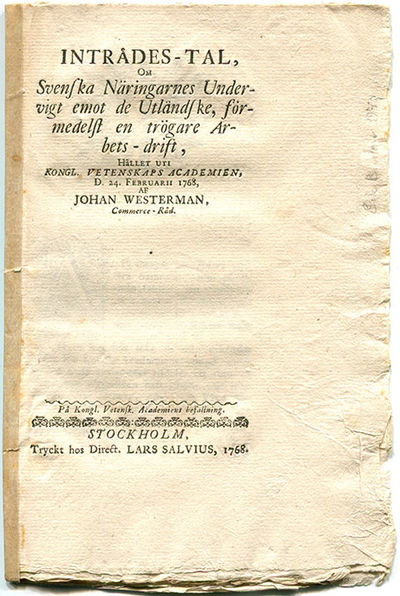 INTRÅDES-TAL,
OM
Svenſka Näringarnes Under-
vigt emot de Utländſke, för-
medelſt en trögare Ar-
bets-drift,
HÅLLET UTI
KONGL. VETENSKAPS ACADEMIEN,
D. 24. FEBRUARII 1768,
AF
JOHAN WESTERMAN,
Commerce-Råd.
På Kongl. Vetenſk. Academiens befallning.
STOCKHOLM,
Tryckt hos Direct. LARS SALVIUS, 1768.